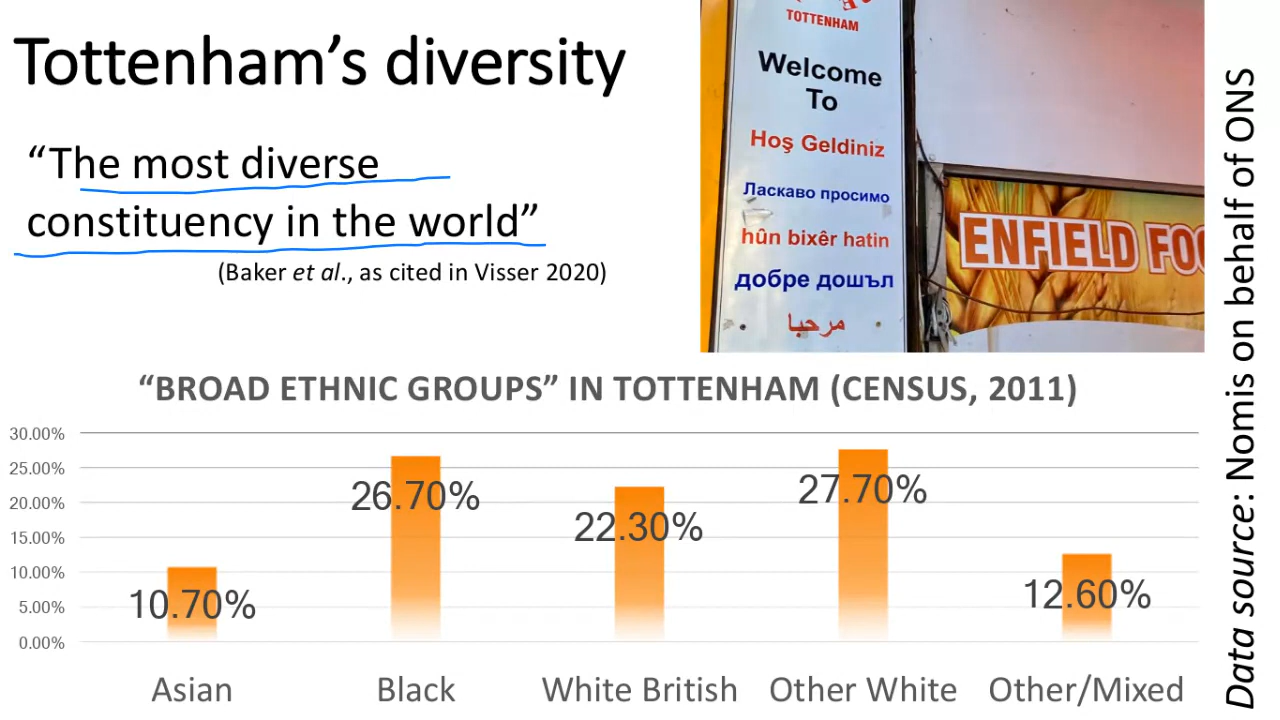 Tottenham’s diversity
“The most diverse
constituency in the world”
(Baker et al., as cited in Visser 2020)
TOTTENHAM
Welcome
To
Hoş Geldiniz
Ласкаво просимо
hûn bixêr hatin
добре дошъл
مرحبا
ENFIELD FOO
“BROAD ETHNIC GROUPS” IN TOTTENHAM (CENSUS, 2011)
30.00%
25.00%
20.00%
15.00%
10.00%
5.00%
0.00%
10.70%
26.70%
22.30%
27.70%
12.60%
Asian
Black
White British
Other White
Other/Mixed
Data source: Nomis on behalf of ONS